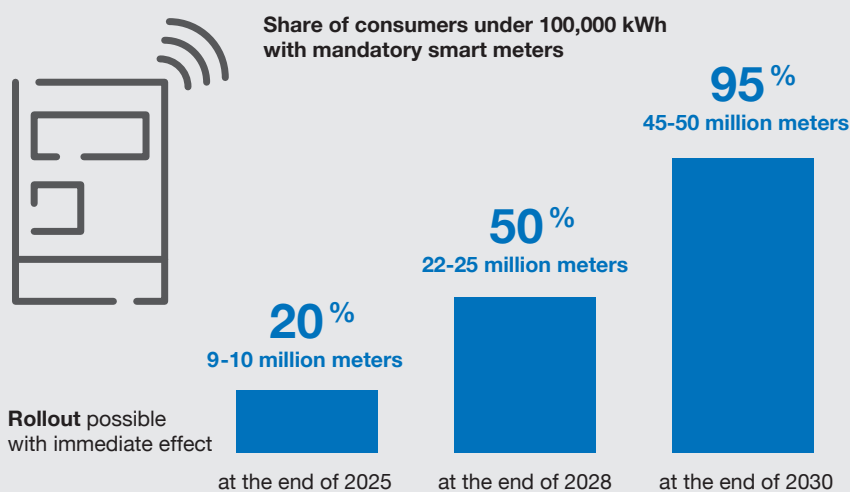 Share of consumers under 100,000 kWh
with mandatory smart meters
95 %
45-50 million meters
50 %
22-25 million meters
20 %
9-10 million meters
Rollout possible
with immediate effect
at the end of 2025
at the end of 2028
at the end of 2030